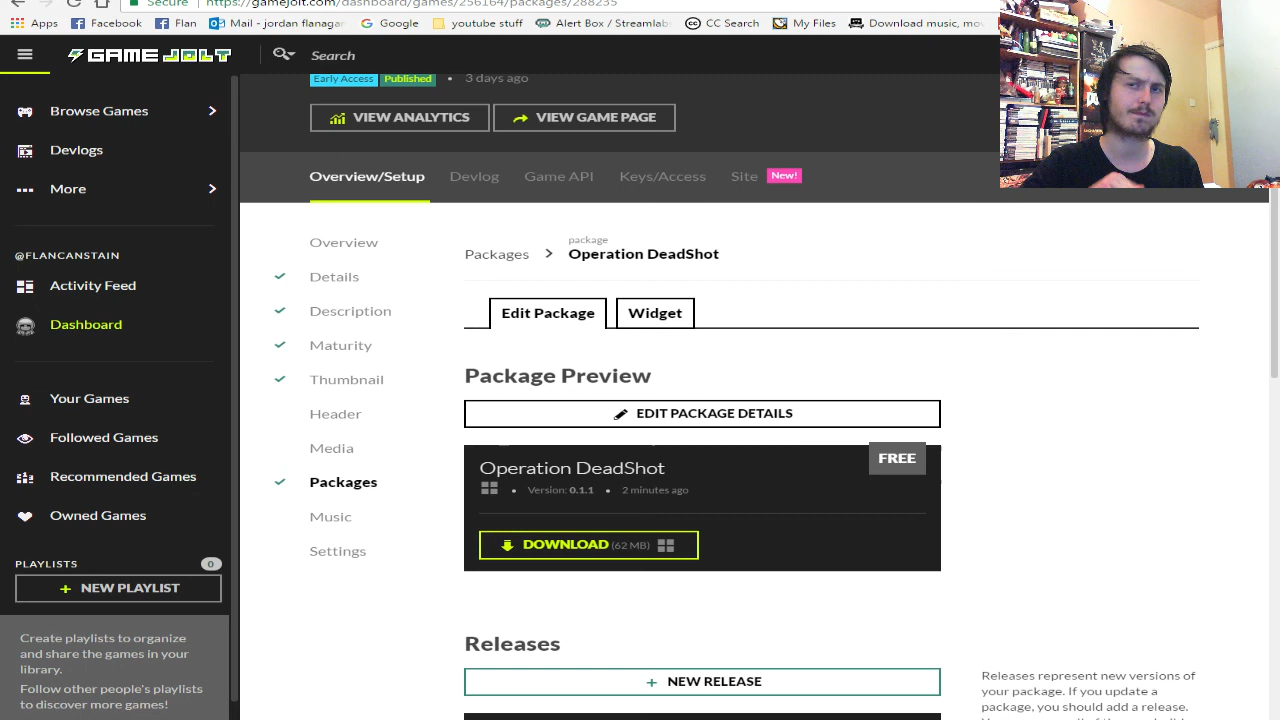 Secure https://gamejolt.com/dashboard/games/256164/packages/288235
Apps Facebook Flan Mail - jordan flanagar Google youtube stuff Alert Box / Streamlabs Search My Files Download music, mov
GAME JOLT
Search
Early Access Published • 3 days ago
VIEW ANALYTICS VIEW GAME PAGE
Overview/Setup Devlog Game API Keys/Access Site New!
Browse Games
Devlogs
More
@FLANCANSTAIN
Activity Feed
Dashboard
Your Games
Followed Games
Recommended Games
Owned Games
PLAYLISTS 0
+ NEW PLAYLIST
Create playlists to organize
and share the games in your
library.
Follow other people's playlists
to discover more games!
Overview
Details
Description
Maturity
Thumbnail
Header
Media
Packages
Music
Settings
package
Packages > Operation DeadShot
Edit Package Widget
Package Preview
EDIT PACKAGE DETAILS
Operation DeadShot FREE
• Version: 0.1.1 • 2 minutes ago
DOWNLOAD (62 MB)
Releases
+ NEW RELEASE
Releases represent new versions of
your package. If you update a
package, you should add a release.